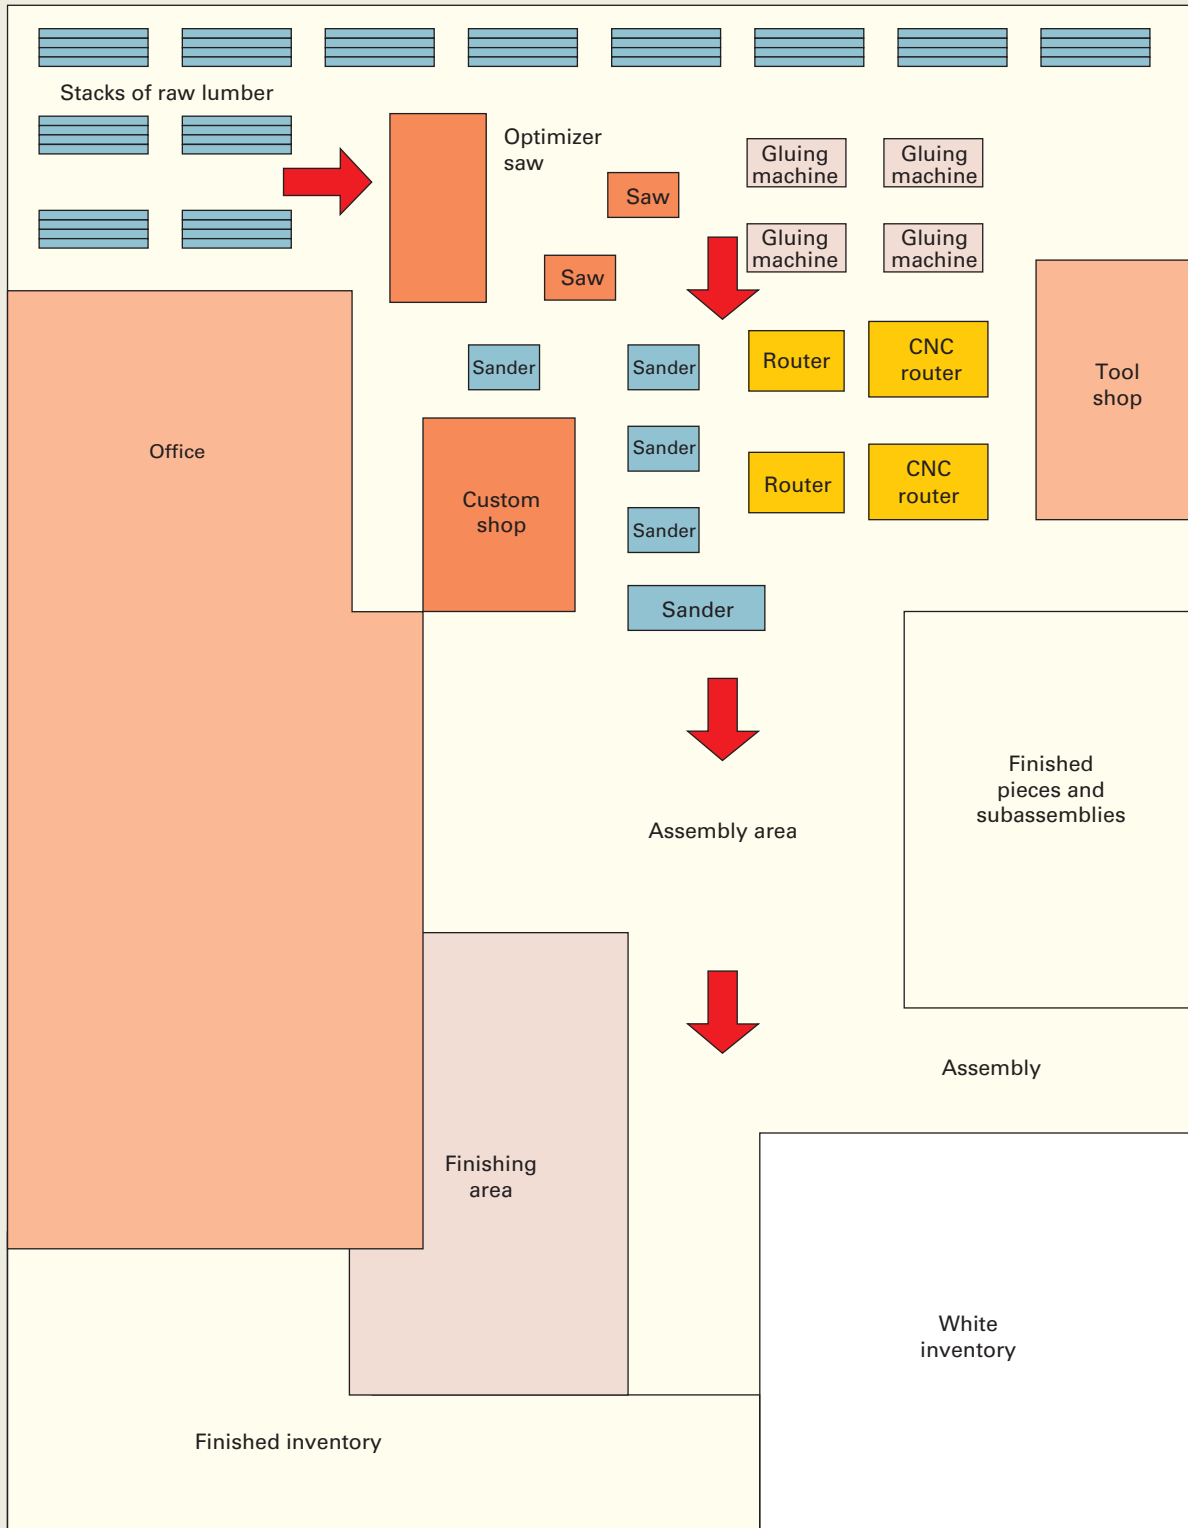 Stacks of raw lumber
Optimizer
saw
Saw
Saw
Gluing
machine
Gluing
machine
Gluing
machine
Gluing
machine
Sander
Sander
Router
CNC
router
Tool
shop
Office
Sander
Custom
shop
Router
CNC
router
Sander
Sander
Finished
pieces and
subassemblies
Assembly area
Assembly
Finishing
area
White
inventory
Finished inventory